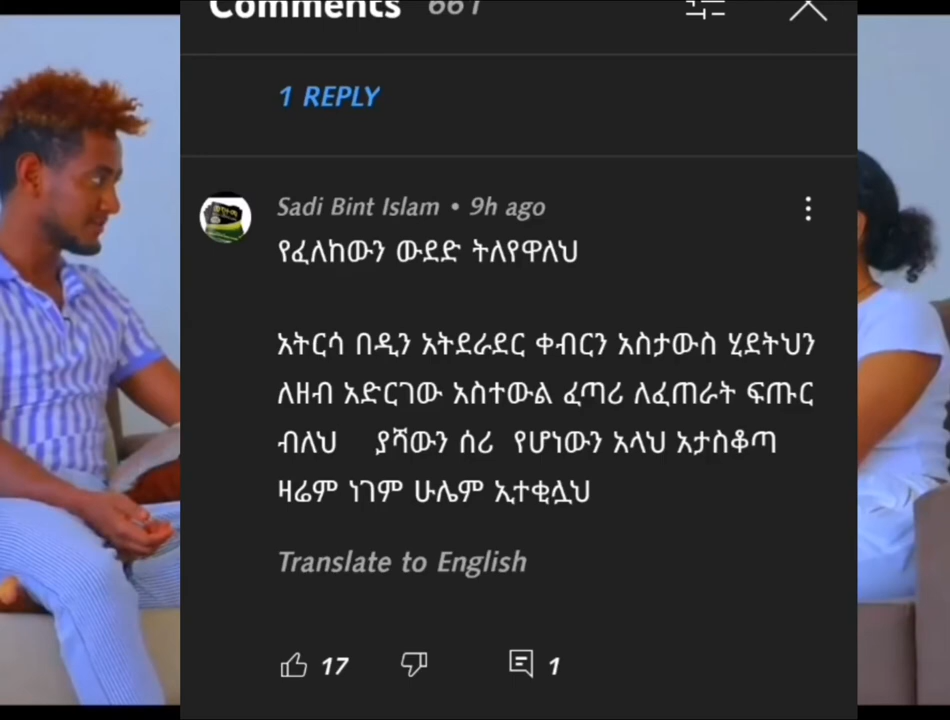 Comments 661
1 REPLY
Sadi Bint Islam • 9h ago
የፈለከውን ውደድ ትለየዋለህ
አትርሳ በዲን አትደራደር ቀብርን አስታውስ ሂደትህን
ለዘብ አድርገው አስተውል ፈጣሪ ለፈጠራት ፍጡር
ብለህ ያሻውን ሰሪ የሆነውን አላህ አታስቆጣ
ዛሬም ነገም ሁሌም ኢተቂሏህ
Translate to English
17 1